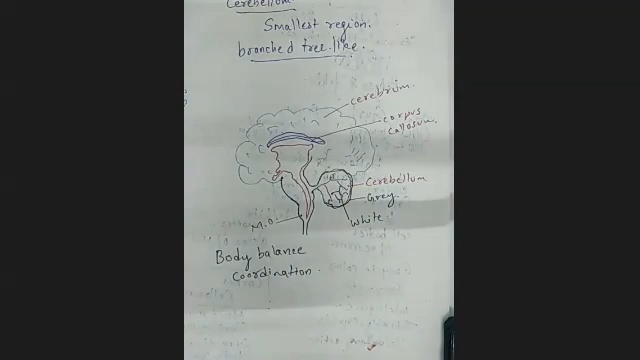 Cerebellum
Smallest region.
branched tree like.
Cerebrum.
Corpus
Callosum.
Cerebellum
Grey.
White
M.O
Body balance
coordination.